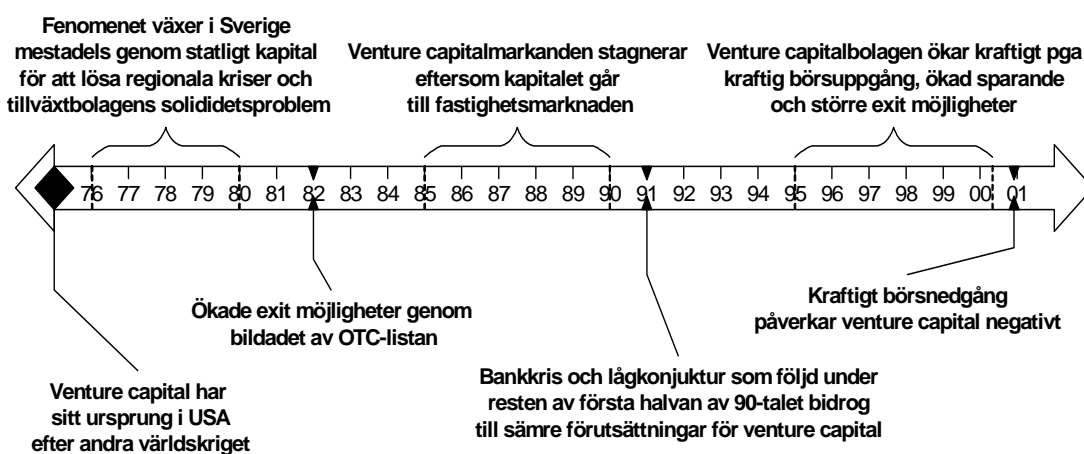 Fenomenet växer i Sverige
mestadels genom statligt kapital
för att lösa regionala kriser och
tillväxtbolagens solididetsproblem
Venture capitalmarkanden stagnerar
eftersom kapitalet går
till fastighetsmarknaden
Venture capitalbolagen ökar kraftigt pga
kraftig börsuppgång, ökad sparande
och större exit möjligheter
76 77 78 79 80 81 82 83 84 85 86 87 88 89 90 91 92 93 94 95 96 97 98 99 00 01
Ökade exit möjligheter genom
bildadet av OTC-listan
Kraftigt börsnedgång
påverkar venture capital negativt
Venture capital har
sitt ursprung i USA
efter andra världskriget
Bankkris och lågkonjuktur som följd under
resten av första halvan av 90-talet bidrog
till sämre förutsättningar för venture capital